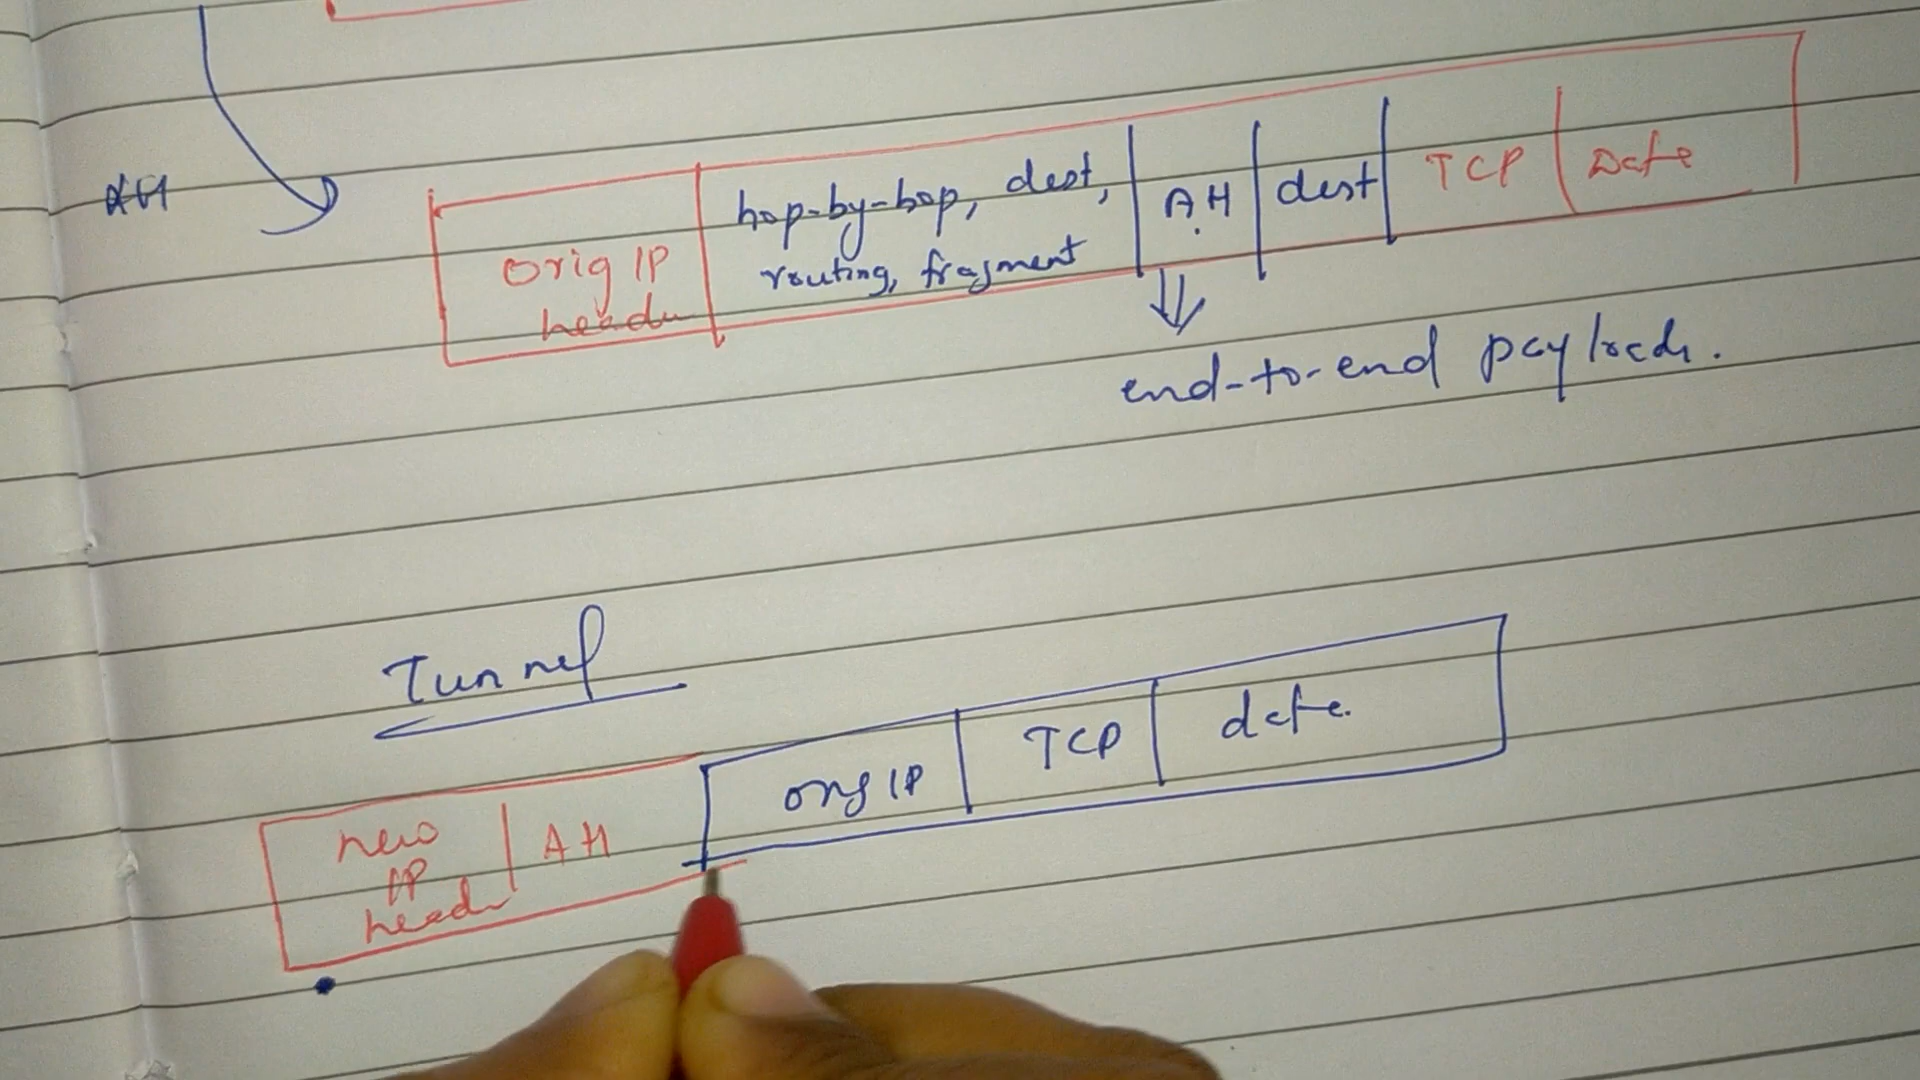 AH
orig IP
header
hop-by-hop, dest,
routing, fragment
AH
dest
TCP
Data
end-to-end payload.
Tunnel
new
IP
header
AH
orig IP
TCP
data.